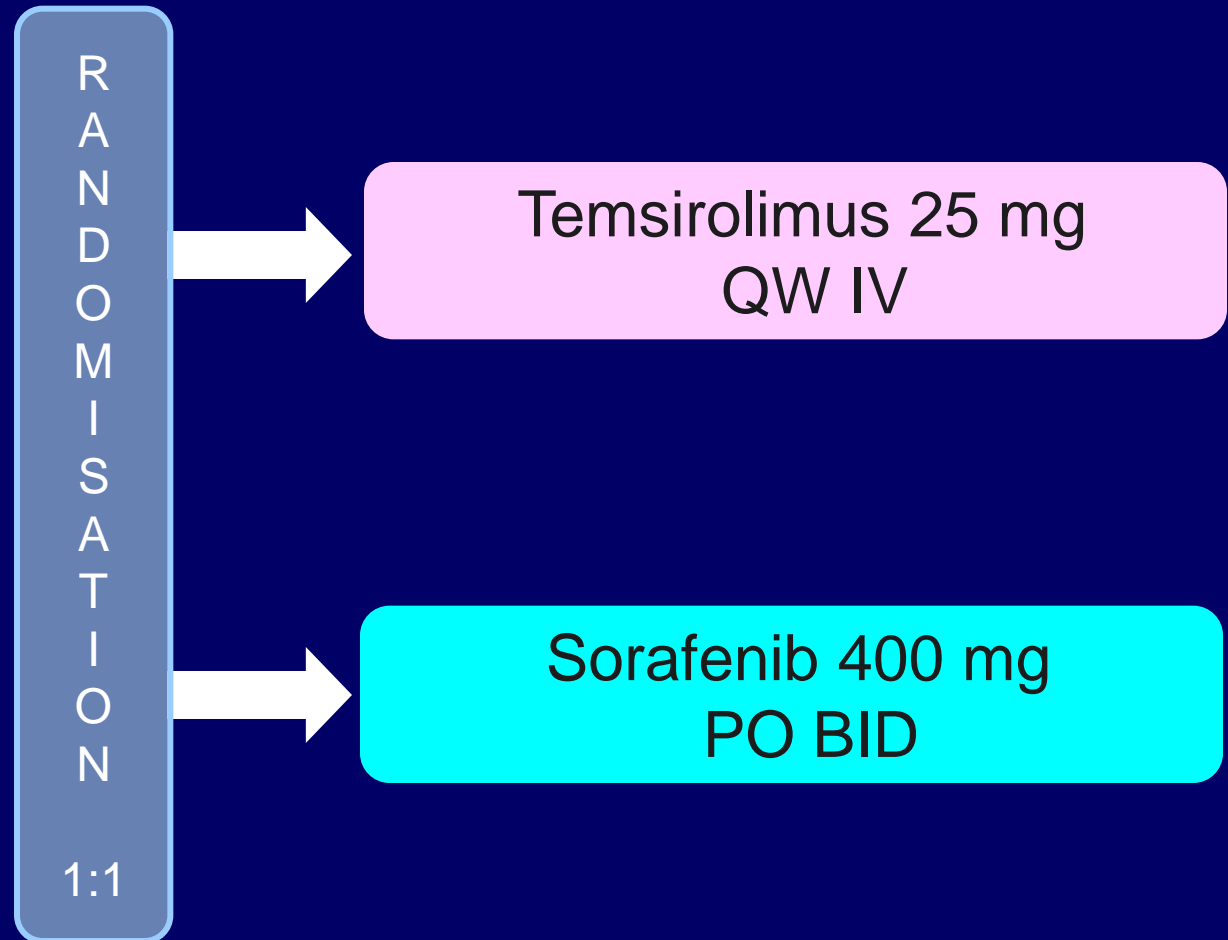 R
A
N
D
O
M
I
S
A
T
I
O
N
1:1
Temsirolimus 25 mg
QW IV
Sorafenib 400 mg
PO BID